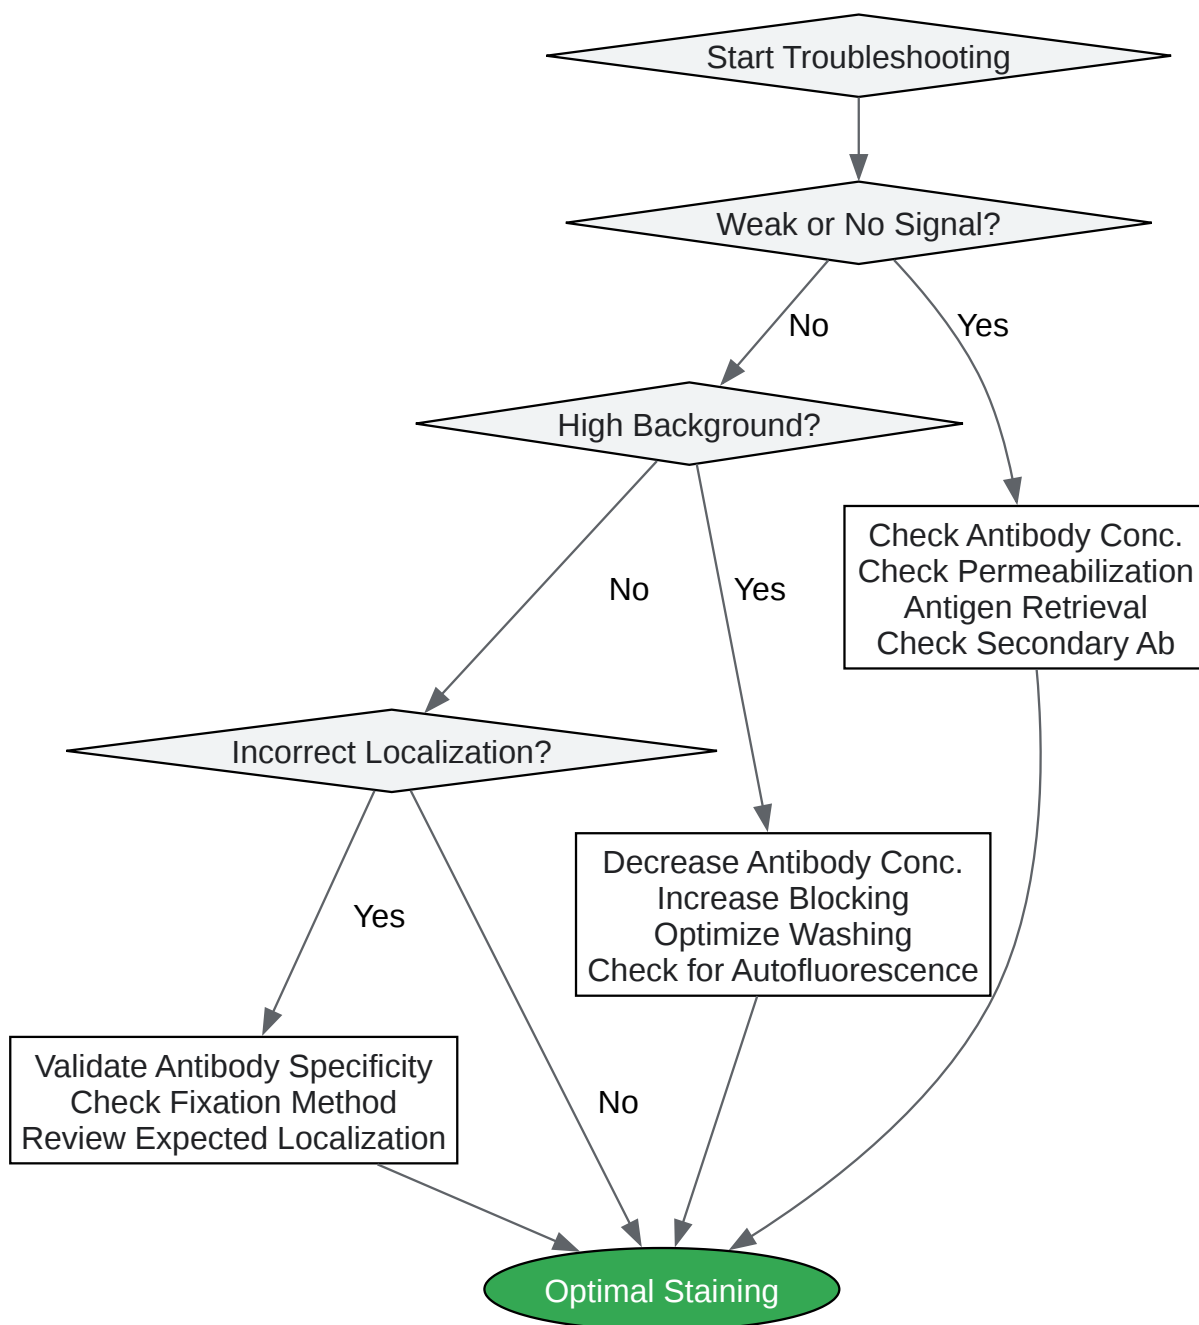 Start Troubleshooting
Weak or No Signal?
No
Yes
High Background?
Check Antibody Conc.
Check Permeabilization
Antigen Retrieval
Check Secondary Ab
No
Yes
Incorrect Localization?
Decrease Antibody Conc.
Increase Blocking
Optimize Washing
Check for Autofluorescence
Yes
Validate Antibody Specificity
Check Fixation Method
Review Expected Localization
No
Optimal Staining